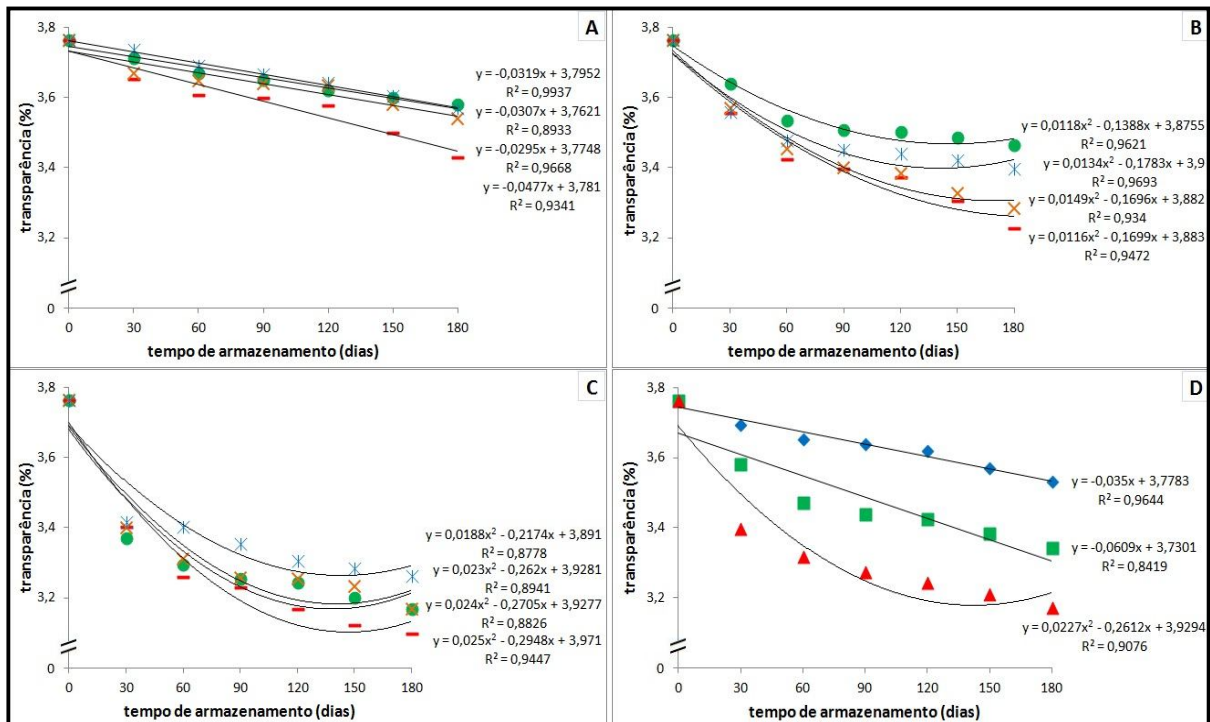 A
3,8
3,6
3,4
3,2
0
transparência (%)
y = -0,0319x + 3,7952
R² = 0,9937
y = -0,0307x + 3,7621
R² = 0,8933
y = -0,0295x + 3,7748
R² = 0,9668
y = -0,0477x + 3,781
R² = 0,9341
0 30 60 90 120 150 180
tempo de armazenamento (dias)
B
3,8
3,6
3,4
3,2
0
transparência (%)
y = 0,0118x² - 0,1388x + 3,8755
R² = 0,9621
y = 0,0134x² - 0,1783x + 3,9
R² = 0,9693
y = 0,0149x² - 0,1696x + 3,882
R² = 0,934
y = 0,0116x² - 0,1699x + 3,883
R² = 0,9472
0 30 60 90 120 150 180
tempo de armazenamento (dias)
C
3,8
3,6
3,4
3,2
0
transparência (%)
y = 0,0188x² - 0,2174x + 3,891
R² = 0,8778
y = 0,023x² - 0,262x + 3,9281
R² = 0,8941
y = 0,024x² - 0,2705x + 3,9277
R² = 0,8826
y = 0,025x² - 0,2948x + 3,971
R² = 0,9447
0 30 60 90 120 150 180
tempo de armazenamento (dias)
D
3,8
3,6
3,4
3,2
0
transparência (%)
y = -0,035x + 3,7783
R² = 0,9644
y = -0,0609x + 3,7301
R² = 0,8419
y = 0,0227x² - 0,2612x + 3,9294
R² = 0,9076
0 30 60 90 120 150 180
tempo de armazenamento (dias)